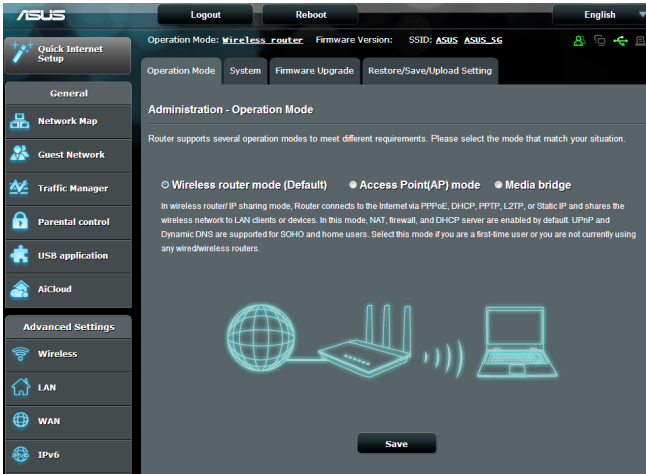 ASUS
Logout
Reboot
English
Quick Internet
Setup
Operation Mode: Wireless router Firmware Version: SSID: ASUS ASUS_5G
Operation Mode
System
Firmware Upgrade
Restore/Save/Upload Setting
General
Network Map
Guest Network
Traffic Manager
Parental control
USB application
AiCloud
Advanced Settings
Wireless
LAN
WAN
IPv6
Administration - Operation Mode
Router supports several operation modes to meet different requirements. Please select the mode that match your situation.
Wireless router mode (Default)
Access Point(AP) mode
Media bridge
In wireless router/ IP sharing mode, Router connects to the Internet via PPPoE, DHCP, PPTP, L2TP, or Static IP and shares the
wireless network to LAN clients or devices. In this mode, NAT, firewall, and DHCP server are enabled by default. UPnP and
Dynamic DNS are supported for SOHO and home users. Select this mode if you are a first-time user or you are not currently using
any wired/wireless routers.
Save